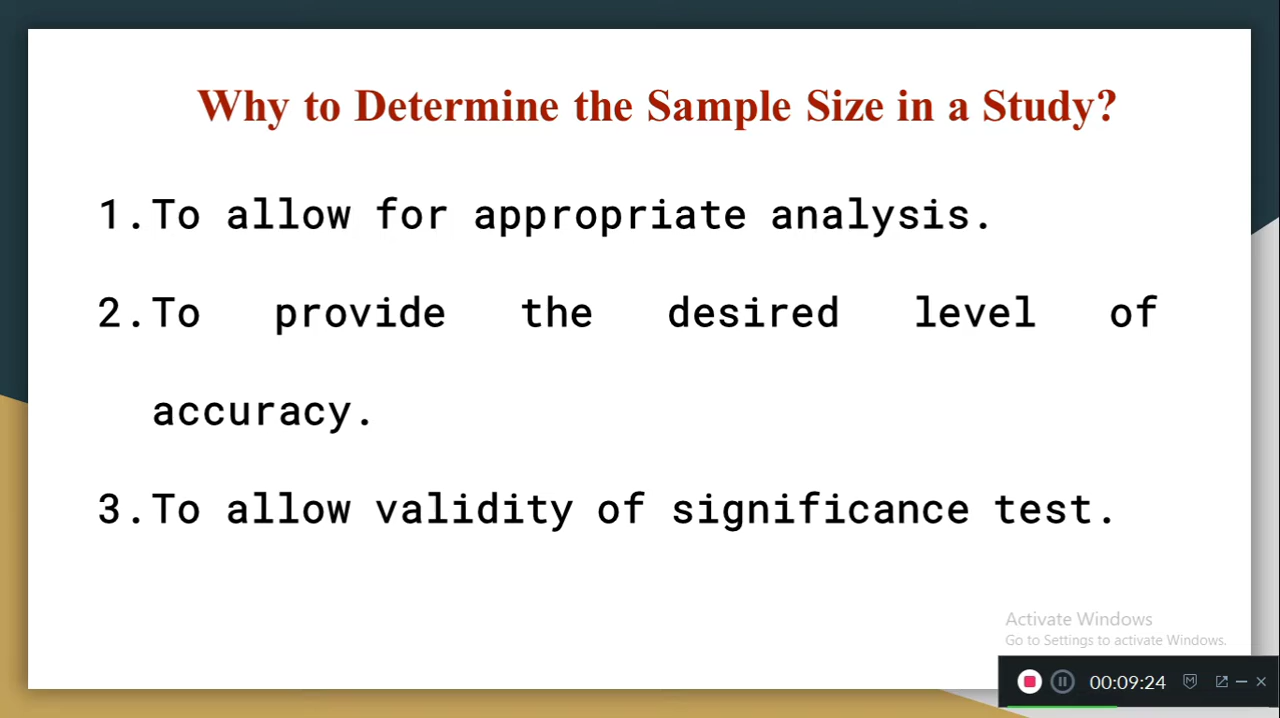 Why to Determine the Sample Size in a Study?
1. To allow for appropriate analysis.
2. To provide the desired level of
accuracy.
3. To allow validity of significance test.
Activate Windows
Go to Settings to activate Windows.
00:09:24